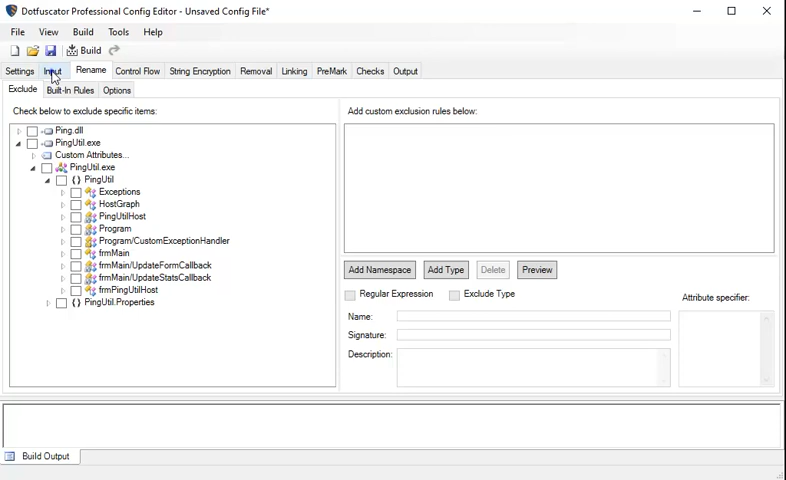 Dotfuscator Professional Config Editor - Unsaved Config File*
File View Build Tools Help
Build
Settings Input Rename Control Flow String Encryption Removal Linking PreMark Checks Output
Exclude Built-In Rules Options
Check below to exclude specific items:
Ping.dll
PingUtil.exe
Custom Attributes...
PingUtil.exe
{} PingUtil
Exceptions
HostGraph
PingUtilHost
Program
Program/CustomExceptionHandler
frmMain
frmMain/UpdateFormCallback
frmMain/UpdateStatsCallback
frmPingUtilHost
{} PingUtil.Properties
Add custom exclusion rules below:
Add Namespace Add Type Delete Preview
Regular Expression Exclude Type
Attribute specifier:
Name:
Signature:
Description:
Build Output